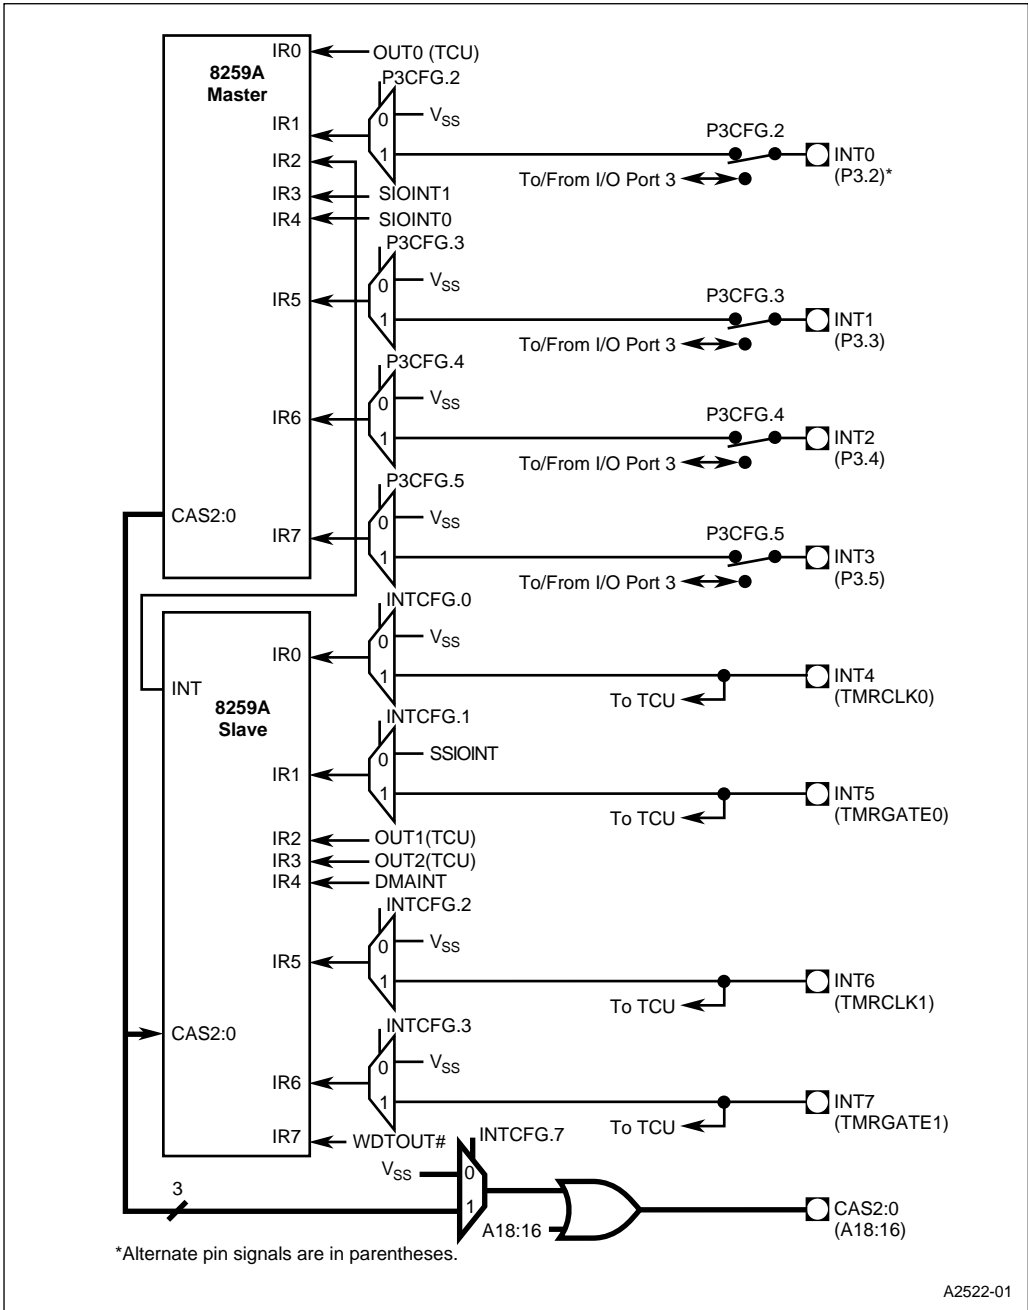 IR0
OUT0 (TCU)
8259A
Master
P3CFG.2
0
VSS
IR1
1
P3CFG.2
INT0
(P3.2)*
IR2
To/From I/O Port 3
IR3
SIOINT1
IR4
SIOINT0
P3CFG.3
0
VSS
IR5
1
P3CFG.3
INT1
(P3.3)
To/From I/O Port 3
P3CFG.4
0
VSS
IR6
1
P3CFG.4
INT2
(P3.4)
To/From I/O Port 3
P3CFG.5
CAS2:0
0
VSS
IR7
1
P3CFG.5
INT3
(P3.5)
To/From I/O Port 3
INTCFG.0
0
VSS
IR0
1
INT4
(TMRCLK0)
INT
To TCU
8259A
Slave
INTCFG.1
0
SSIOINT
IR1
1
INT5
(TMRGATE0)
To TCU
IR2
OUT1(TCU)
IR3
OUT2(TCU)
IR4
DMAINT
INTCFG.2
0
VSS
IR5
1
INT6
(TMRCLK1)
To TCU
CAS2:0
INTCFG.3
0
VSS
IR6
1
INT7
(TMRGATE1)
To TCU
IR7
WDTOUT#
INTCFG.7
VSS
0
3
1
A18:16
CAS2:0
(A18:16)
*Alternate pin signals are in parentheses.
A2522-01